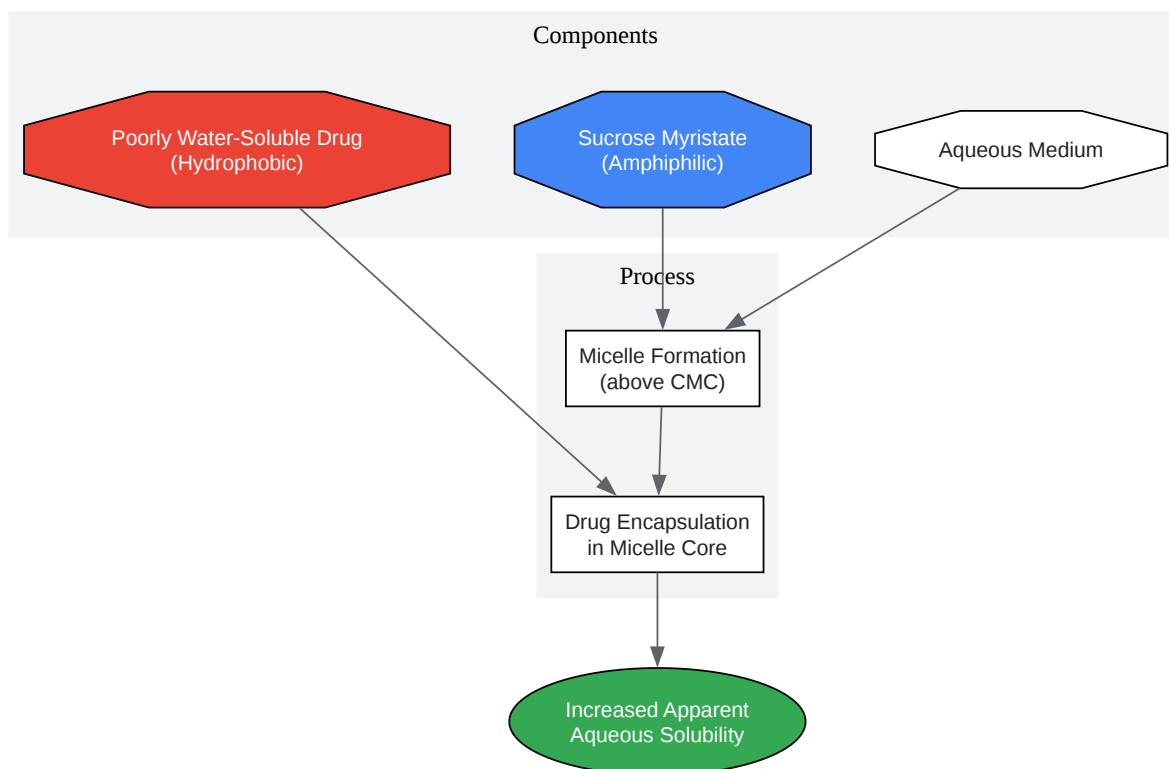 Components
Poorly Water-Soluble Drug
(Hydrophobic)
Sucrose Myristate
(Amphiphilic)
Aqueous Medium
Process
Micelle Formation
(above CMC)
Drug Encapsulation
in Micelle Core
Increased Apparent
Aqueous Solubility